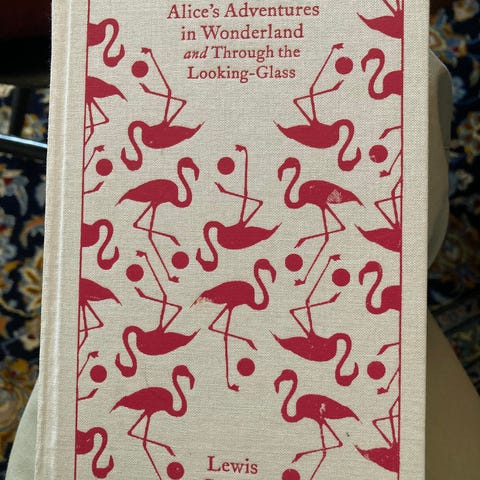 Alice's Adventures
in Wonderland
and Through the
Looking-Glass
Lewis